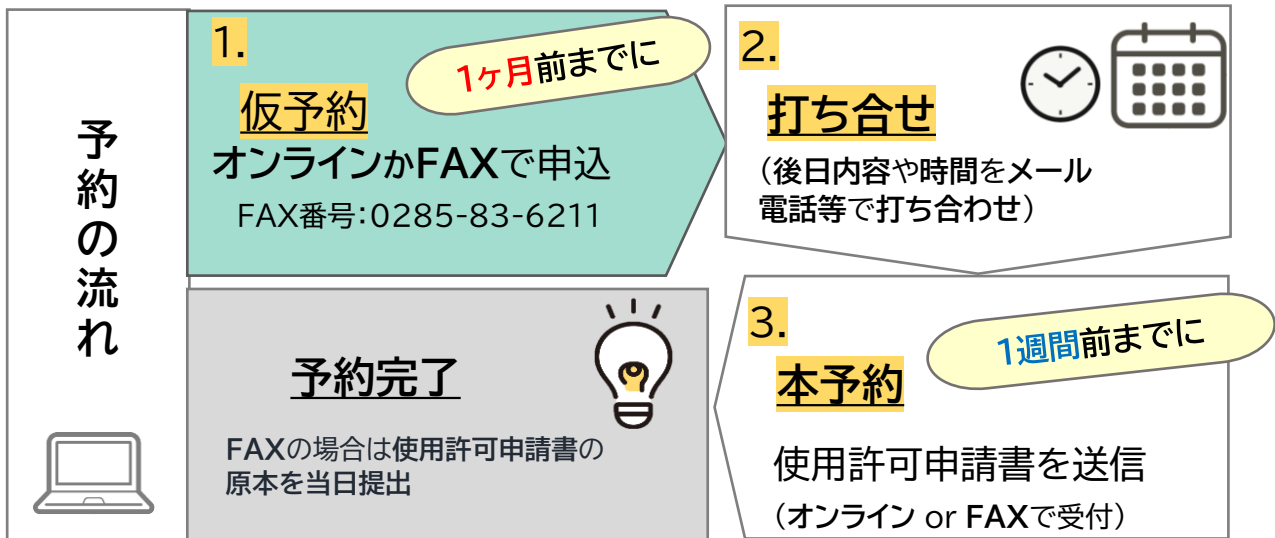 予約の流れ
1.
1ヶ月前までに
仮予約
オンラインかFAXで申込
FAX番号:0285-83-6211
2.
打ち合せ
(後日内容や時間をメール
電話等で打ち合わせ)
3.
1週間前までに
本予約
使用許可申請書を送信
(オンライン or FAXで受付)
予約完了
FAXの場合は使用許可申請書の
原本を当日提出